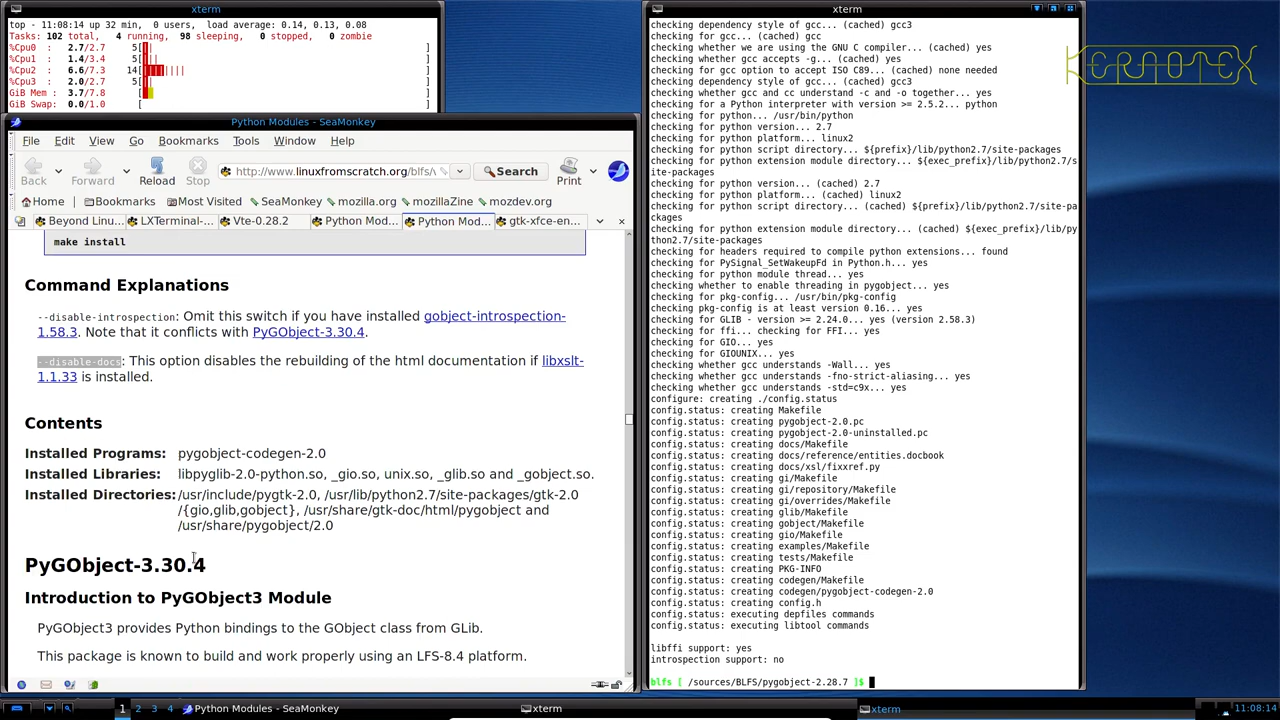 xterm
top - 11:08:14 up 32 min, 0 users, load average: 0.14, 0.13, 0.08
Tasks: 102 total, 4 running, 98 sleeping, 0 stopped, 0 zombie
%Cpu0 : 2.7/2.7 5[|| ]
%Cpu1 : 1.4/3.4 5[||| ]
%Cpu2 : 6.6/7.3 14[||||||||| ]
%Cpu3 : 2.0/2.7 5[|| ]
GiB Mem : 3.7/7.8 [ ]
GiB Swap: 0.0/1.0 [ ]
Python Modules - SeaMonkey
File Edit View Go Bookmarks Tools Window Help
Back Forward Reload Stop http://www.linuxfromscratch.org/blfs/ Search Print
Home Bookmarks Most Visited SeaMonkey mozilla.org mozillaZine mozdev.org
Beyond Linu... LXTerminal-... Vte-0.28.2 Python Mod... Python Mod... gtk-xfce-en...
make install
Command Explanations
--disable-introspection: Omit this switch if you have installed gobject-introspection-
1.58.3. Note that it conflicts with PyGObject-3.30.4.
--disable-docs: This option disables the rebuilding of the html documentation if libxslt-
1.1.33 is installed.
Contents
Installed Programs: pygobject-codegen-2.0
Installed Libraries: libpyglib-2.0-python.so, _gio.so, unix.so, _glib.so and _gobject.so.
Installed Directories: /usr/include/pygtk-2.0, /usr/lib/python2.7/site-packages/gtk-2.0
/{gio,glib,gobject}, /usr/share/gtk-doc/html/pygobject and
/usr/share/pygobject/2.0
PyGObject-3.30.4
Introduction to PyGObject3 Module
PyGObject3 provides Python bindings to the GObject class from GLib.
This package is known to build and work properly using an LFS-8.4 platform.
xterm
checking dependency style of gcc... (cached) gcc3
checking for gcc... (cached) gcc
checking whether we are using the GNU C compiler... (cached) yes
checking whether gcc accepts -g... (cached) yes
checking for gcc option to accept ISO C89... (cached) none needed
checking dependency style of gcc... (cached) gcc3
checking whether gcc and cc understand -c and -o together... yes
checking for a Python interpreter with version >= 2.5.2... python
checking for python... /usr/bin/python
checking for python version... 2.7
checking for python platform... linux2
checking for python script directory... ${prefix}/lib/python2.7/site-packages
checking for python extension module directory... ${exec_prefix}/lib/python2.7/s
ite-packages
checking for python version... (cached) 2.7
checking for python platform... (cached) linux2
checking for python script directory... (cached) ${prefix}/lib/python2.7/site-pa
ckages
checking for python extension module directory... (cached) ${exec_prefix}/lib/py
thon2.7/site-packages
checking for headers required to compile python extensions... found
checking for PySignal_SetWakeupFd in Python.h... yes
checking for python module thread... yes
checking whether to enable threading in pygobject... yes
checking for pkg-config... /usr/bin/pkg-config
checking pkg-config is at least version 0.16... yes
checking for GLIB - version >= 2.24.0... yes (version 2.58.3)
checking for ffi... checking for FFI... yes
checking for GIO... yes
checking for GIOUNIX... yes
checking whether gcc understands -Wall... yes
checking whether gcc understands -fno-strict-aliasing... yes
checking whether gcc understands -std=c9x... yes
configure: creating ./config.status
config.status: creating Makefile
config.status: creating pygobject-2.0.pc
config.status: creating pygobject-2.0-uninstalled.pc
config.status: creating docs/Makefile
config.status: creating docs/reference/entities.docbook
config.status: creating docs/xsl/fixxref.py
config.status: creating gi/Makefile
config.status: creating gi/repository/Makefile
config.status: creating gi/overrides/Makefile
config.status: creating glib/Makefile
config.status: creating gobject/Makefile
config.status: creating gio/Makefile
config.status: creating examples/Makefile
config.status: creating tests/Makefile
config.status: creating PKG-INFO
config.status: creating codegen/Makefile
config.status: creating codegen/pygobject-codegen-2.0
config.status: creating config.h
config.status: executing depfiles commands
config.status: executing libtool commands
libffi support: yes
introspection support: no
blfs [ /sources/BLFS/pygobject-2.28.7 ]$
KEROTEX
1 2 3 4 Python Modules - SeaMonkey xterm xterm 11:08:14